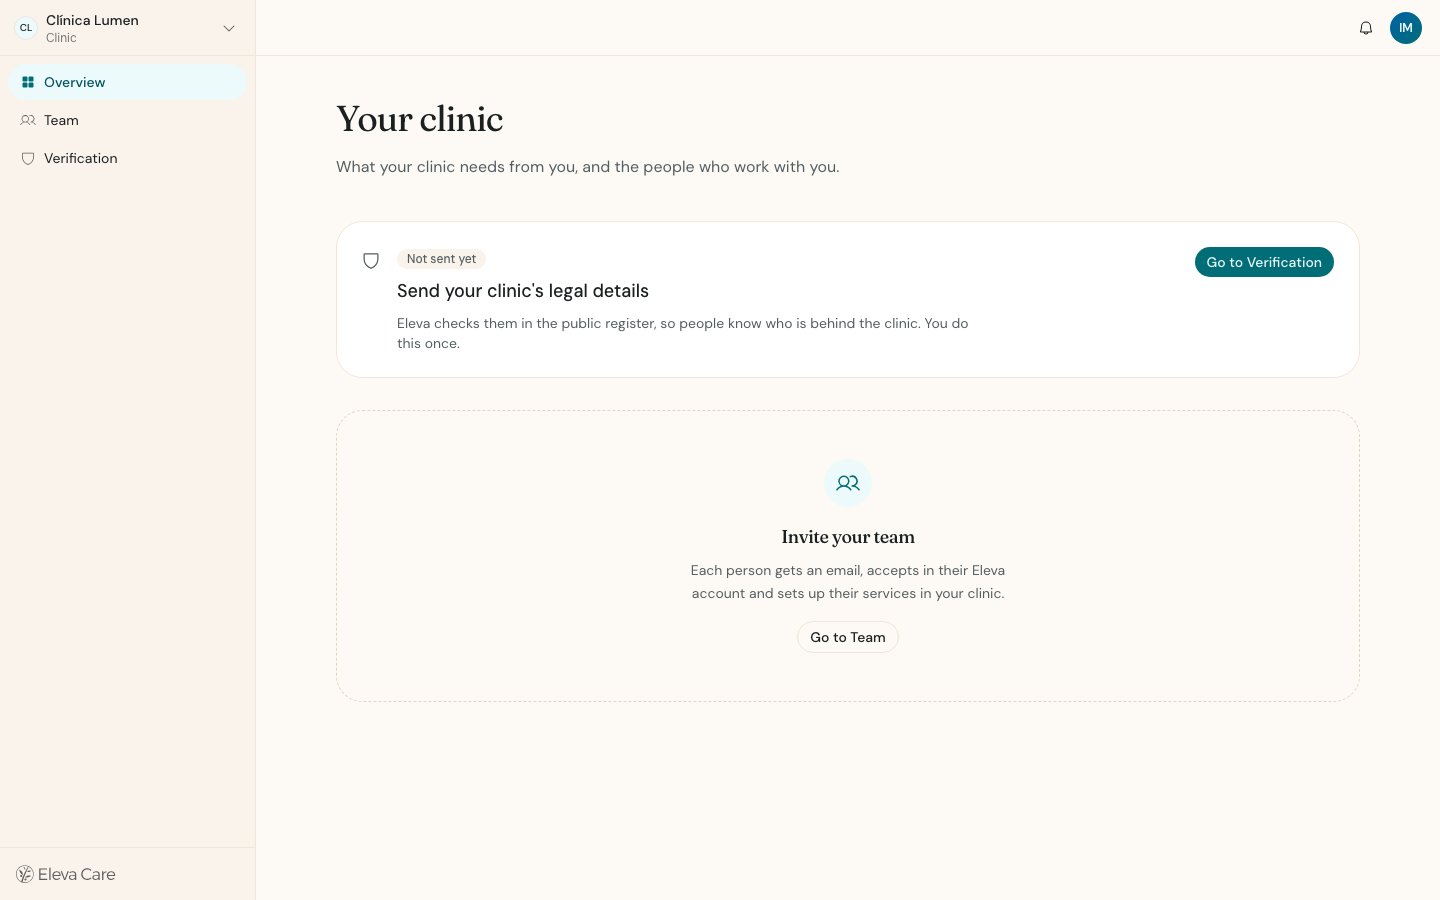 CL
Clínica Lumen
Clinic
IM
Overview
Team
Verification
Your clinic
What your clinic needs from you, and the people who work with you.
Not sent yet
Go to Verification
Send your clinic's legal details
Eleva checks them in the public register, so people know who is behind the clinic. You do
this once.
Invite your team
Each person gets an email, accepts in their Eleva
account and sets up their services in your clinic.
Go to Team
Eleva Care